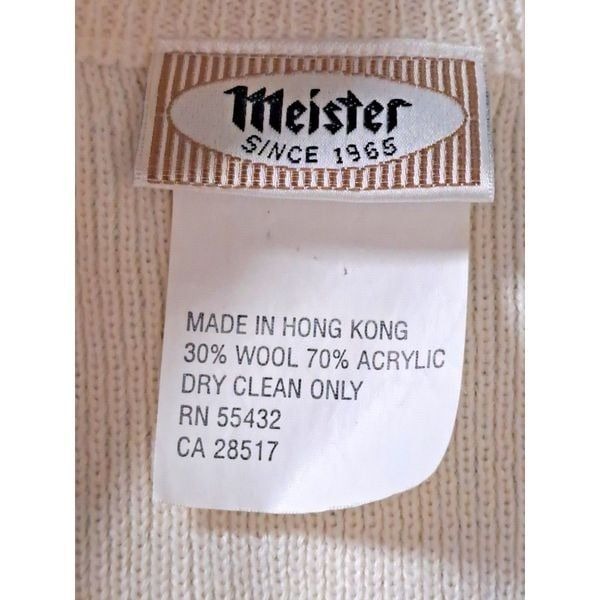 Meister
SINCE 1965
MADE IN HONG KONG
30% WOOL 70% ACRYLIC
DRY CLEAN ONLY
RN 55432
CA 28517